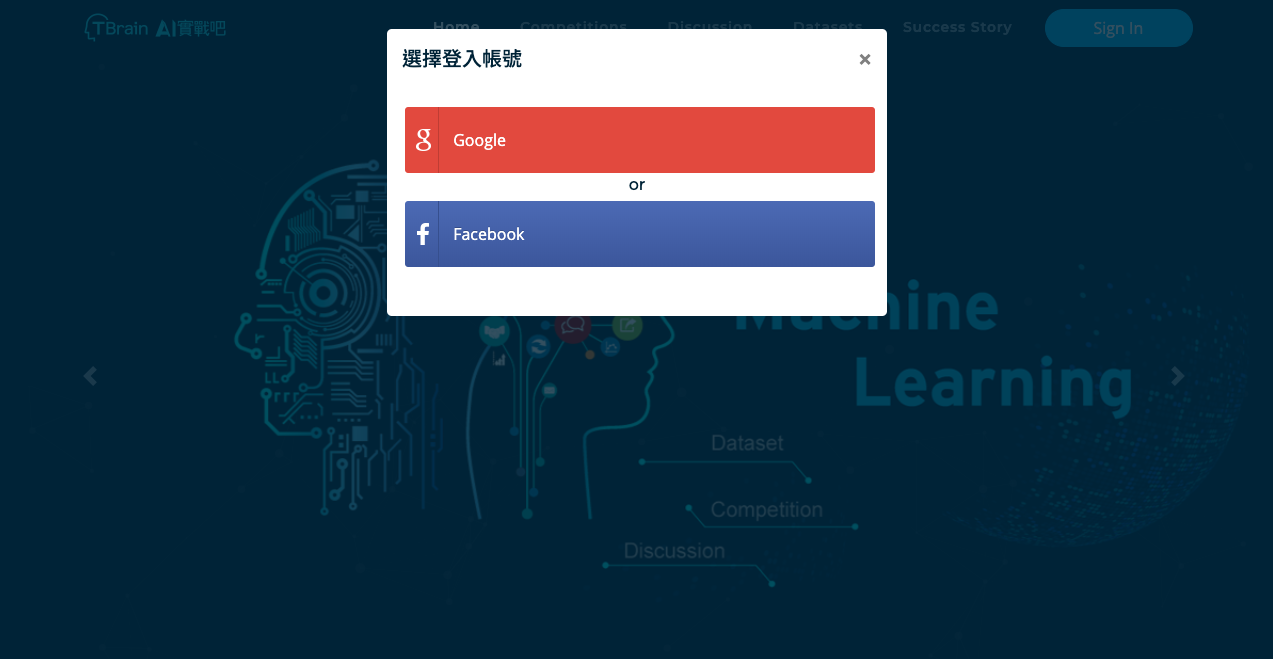 TBrain AI實戰吧
Home Competitions Discussion Datasets Success Story Sign In
選擇登入帳號
×
g Google
or
f Facebook
Machine
Learning
Dataset
Competition
Discussion